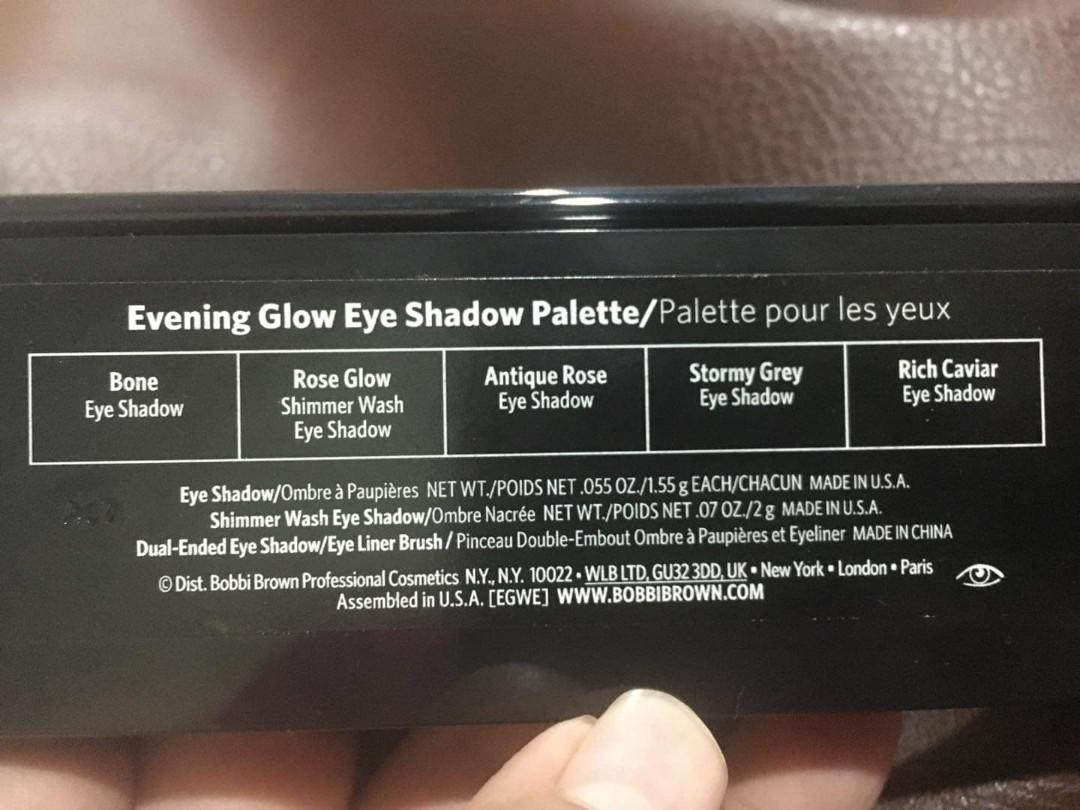 Evening Glow Eye Shadow Palette/Palette pour les yeux
Bone
Eye Shadow
Rose Glow
Shimmer Wash
Eye Shadow
Antique Rose
Eye Shadow
Stormy Grey
Eye Shadow
Rich Caviar
Eye Shadow
Eye Shadow/Ombre à Paupières NET WT./POIDS NET .055 OZ./1.55 g EACH/CHACUN MADE IN U.S.A.
Shimmer Wash Eye Shadow/Ombre Nacrée NET WT./POIDS NET .07 OZ./2 g MADE IN U.S.A.
Dual-Ended Eye Shadow/Eye Liner Brush / Pinceau Double-Embout Ombre à Paupières et Eyeliner MADE IN CHINA
© Dist. Bobbi Brown Professional Cosmetics N.Y., N.Y. 10022 • WLB LTD, GU32 3DD, UK • New York • London • Paris
Assembled in U.S.A. [EGWE] WWW.BOBBIBROWN.COM